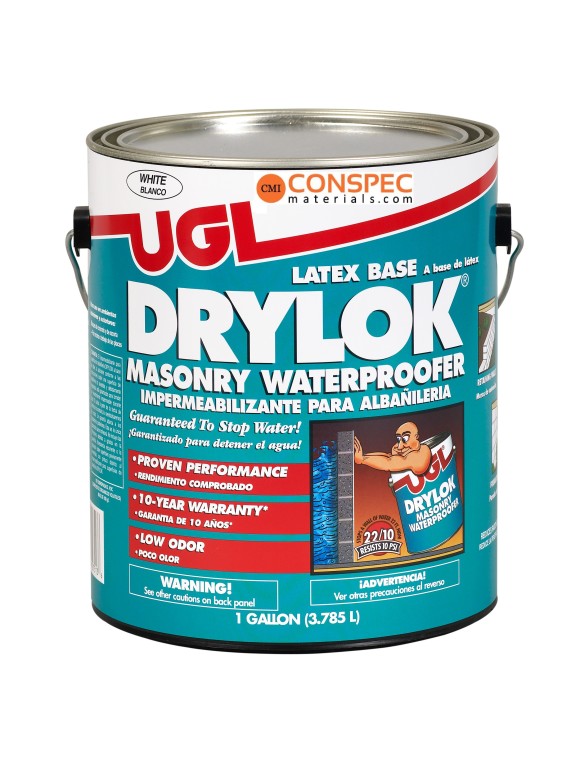 WHITE
BLANCO
CMI CONSPEC
materials.com
UGL
LATEX BASE A base de látex
DRYLOK®
MASONRY WATERPROOFER
IMPERMEABILIZANTE PARA ALBAÑILERIA
Guaranteed To Stop Water!
¡Garantizado para detener el agua!
•PROVEN PERFORMANCE
•RENDIMIENTO COMPROBADO
•10-YEAR WARRANTY*
•GARANTIA DE 10 AÑOS*
•LOW ODOR
•POCO OLOR
UGL
DRYLOK
MASONRY
WATERPROOFER
22/10
RESISTS 10 PSI
WARNING!
See other cautions on back panel
¡ADVERTENCIA!
Ver otras precauciones al reverso
1 GALLON (3.785 L)